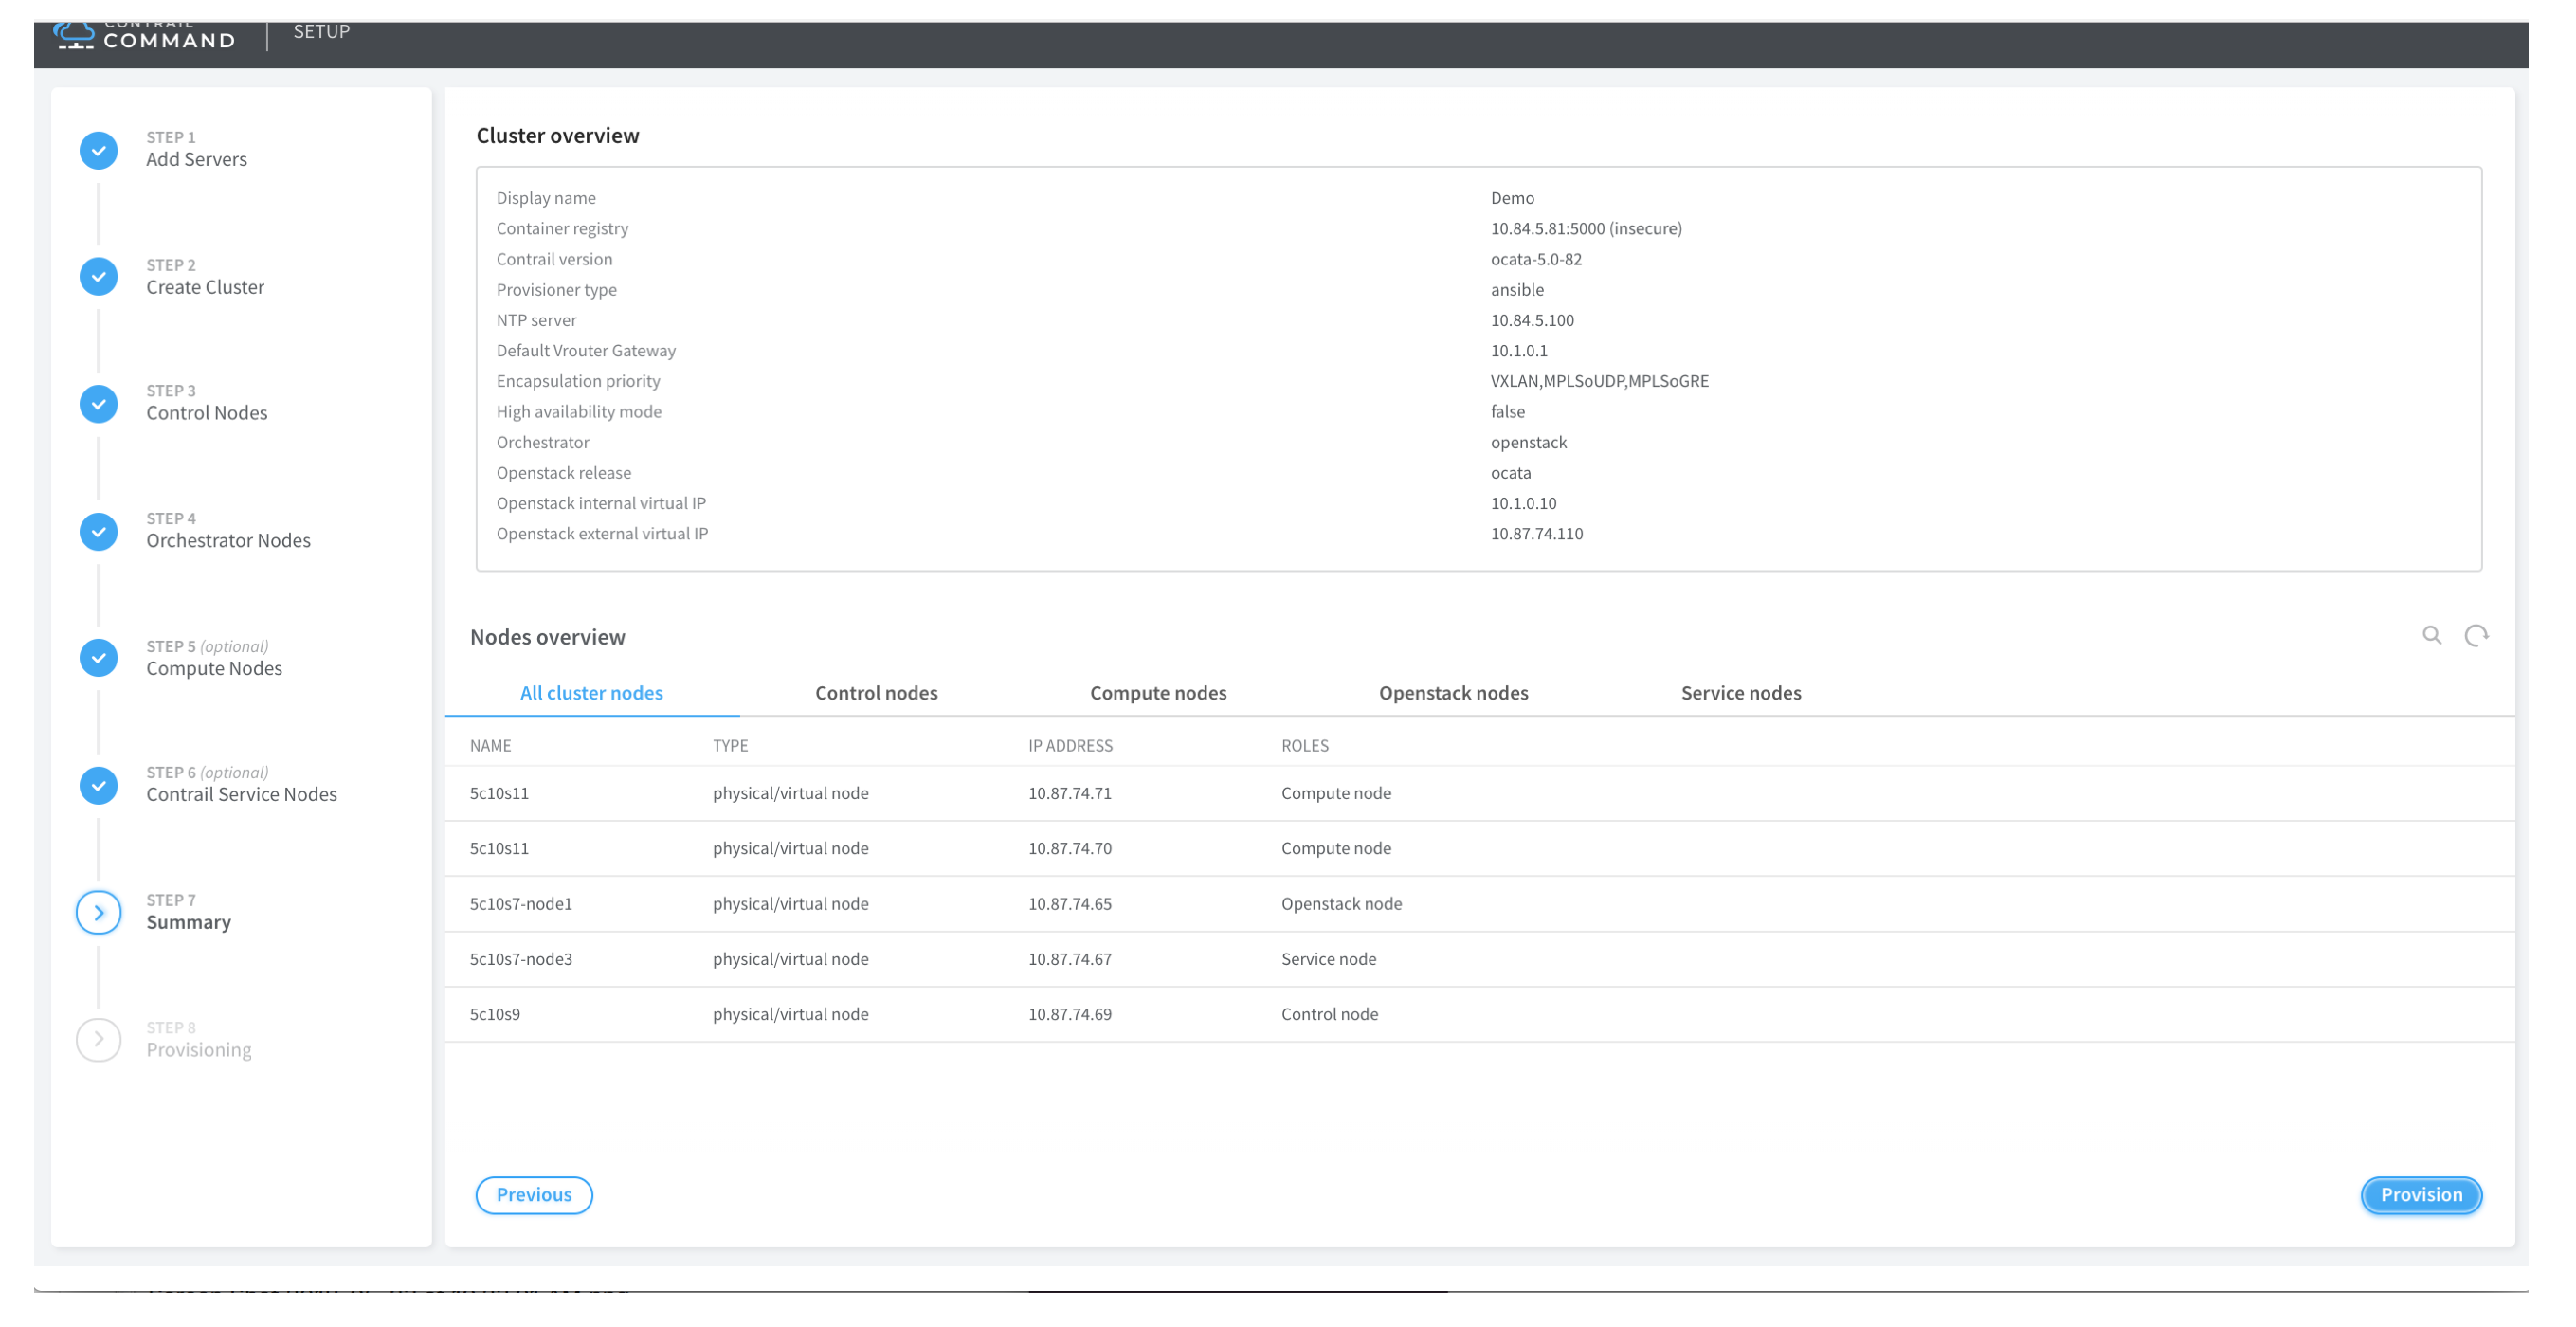 COMMAND
SETUP
STEP 1
Add Servers
STEP 2
Create Cluster
STEP 3
Control Nodes
STEP 4
Orchestrator Nodes
STEP 5 (optional)
Compute Nodes
STEP 6 (optional)
Contrail Service Nodes
STEP 7
Summary
STEP 8
Provisioning
Cluster overview
Display name Demo
Container registry 10.84.5.81:5000 (insecure)
Contrail version ocata-5.0-82
Provisioner type ansible
NTP server 10.84.5.100
Default Vrouter Gateway 10.1.0.1
Encapsulation priority VXLAN,MPLSoUDP,MPLSoGRE
High availability mode false
Orchestrator openstack
Openstack release ocata
Openstack internal virtual IP 10.1.0.10
Openstack external virtual IP 10.87.74.110
Nodes overview
All cluster nodes Control nodes Compute nodes Openstack nodes Service nodes
NAME TYPE IP ADDRESS ROLES
5c10s11 physical/virtual node 10.87.74.71 Compute node
5c10s11 physical/virtual node 10.87.74.70 Compute node
5c10s7-node1 physical/virtual node 10.87.74.65 Openstack node
5c10s7-node3 physical/virtual node 10.87.74.67 Service node
5c10s9 physical/virtual node 10.87.74.69 Control node
Previous Provision